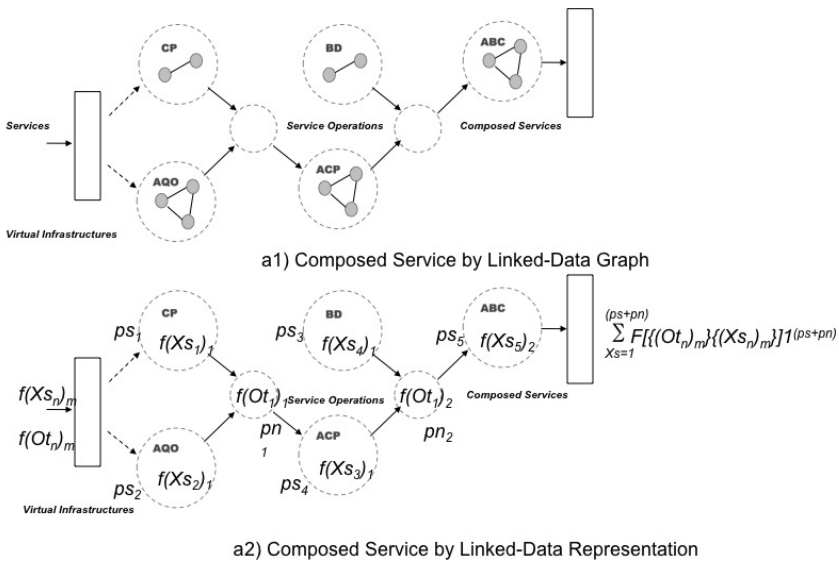 CP
BD
ABC
Services
Service Operations
Composed Services
AQO
ACP
Virtual Infrastructures
a1) Composed Service by Linked-Data Graph
CP
BD
ABC
ps₁
f(Xs₁)₁
ps₃
f(Xs₄)₁
ps₅
f(Xs₅)₂
(ps+pn)
∑ F[{(Otₙ)ₘ}{(Xsₙ)ₘ}]1⁽ᵖˢ⁺ᵖⁿ⁾
Xs=1
f(Xsₙ)ₘ
f(Otₙ)ₘ
f(Ot₁)₁
Service Operations
f(Ot₁)₂
Composed Services
pn
1
pn₂
AQO
f(Xs₂)₁
ps₂
ACP
f(Xs₃)₁
ps₄
Virtual Infrastructures
a2) Composed Service by Linked-Data Representation